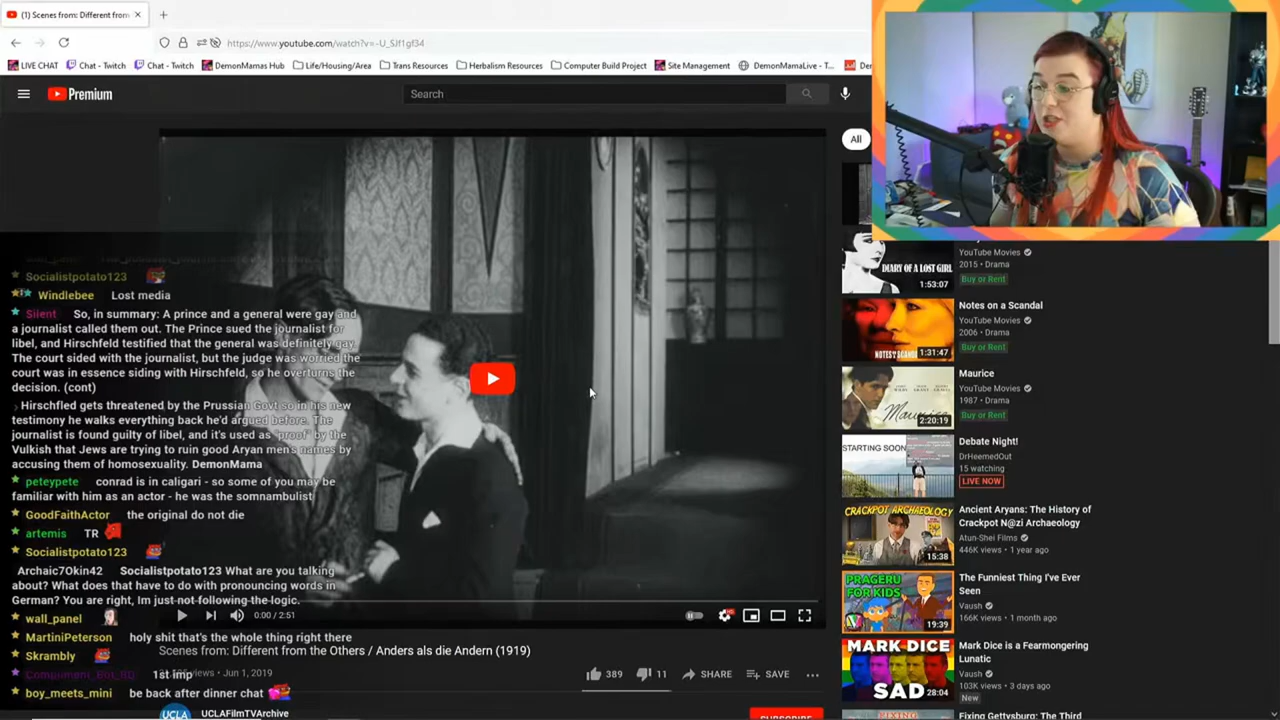 (1) Scenes from: Different from
https://www.youtube.com/watch?v=-U_SJf1gf34
LIVE CHAT
Chat - Twitch
Chat - Twitch
DemonMamas Hub
Life/Housing/Area
Trans Resources
Herbalism Resources
Computer Build Project
Site Management
DemonMamaLive - T...
Premium
Search
All
Socialistpotato123
Windlebee Lost media
Silent So, in summary: A prince and a general were gay and
a journalist called them out. The Prince sued the journalist for
libel, and Hirschfeld testified that the general was definitely gay.
The court sided with the journalist, but the judge was worried the
court was in essence siding with Hirschfeld, so he overturns the
decision. (cont)
Hirschfled gets threatened by the Prussian Govt so in his new
testimony he walks everything back he'd argued before. The
journalist is found guilty of libel, and it's used as "proof" by the
Vulkish that Jews are trying to ruin good Aryan men's names by
accusing them of homosexuality. DemonMama
peteypete conrad is in caligari - so some of you may be
familiar with him as an actor - he was the somnambulist
GoodFaithActor the original do not die
artemis TR
Socialistpotato123
Archaic7Okin42 Socialistpotato123 What are you talking
about? What does that have to do with pronouncing words in
German? You are right, Im just not following the logic.
wall_panel
MartiniPeterson holy shit that's the whole thing right there
Skrambly
1st imp
boy_meets_mini be back after dinner chat
0:00 / 2:51
Scenes from: Different from the Others / Anders als die Andern (1919)
views • Jun 1, 2019
389
11
SHARE
SAVE
UCLA
UCLAFilmTVArchive
SUBSCRIBE
DIARY OF A LOST GIRL
1:53:07
YouTube Movies
2015 • Drama
Buy or Rent
1:31:47
Notes on a Scandal
YouTube Movies
2006 • Drama
Buy or Rent
Maurice
2:20:19
Maurice
YouTube Movies
1987 • Drama
Buy or Rent
STARTING SOON
Debate Night!
DrHeemedOut
15 watching
LIVE NOW
CRACKPOT ARCHAEOLOGY
15:38
Ancient Aryans: The History of
Crackpot N@zi Archaeology
Atun-Shei Films
446K views • 1 year ago
PRAGERU
FOR KIDS
19:39
The Funniest Thing I've Ever
Seen
Vaush
166K views • 1 month ago
MARK DICE
SAD
28:04
Mark Dice is a Fearmongering
Lunatic
Vaush
103K views • 3 days ago
New
Fixing Gettysburg: The Third